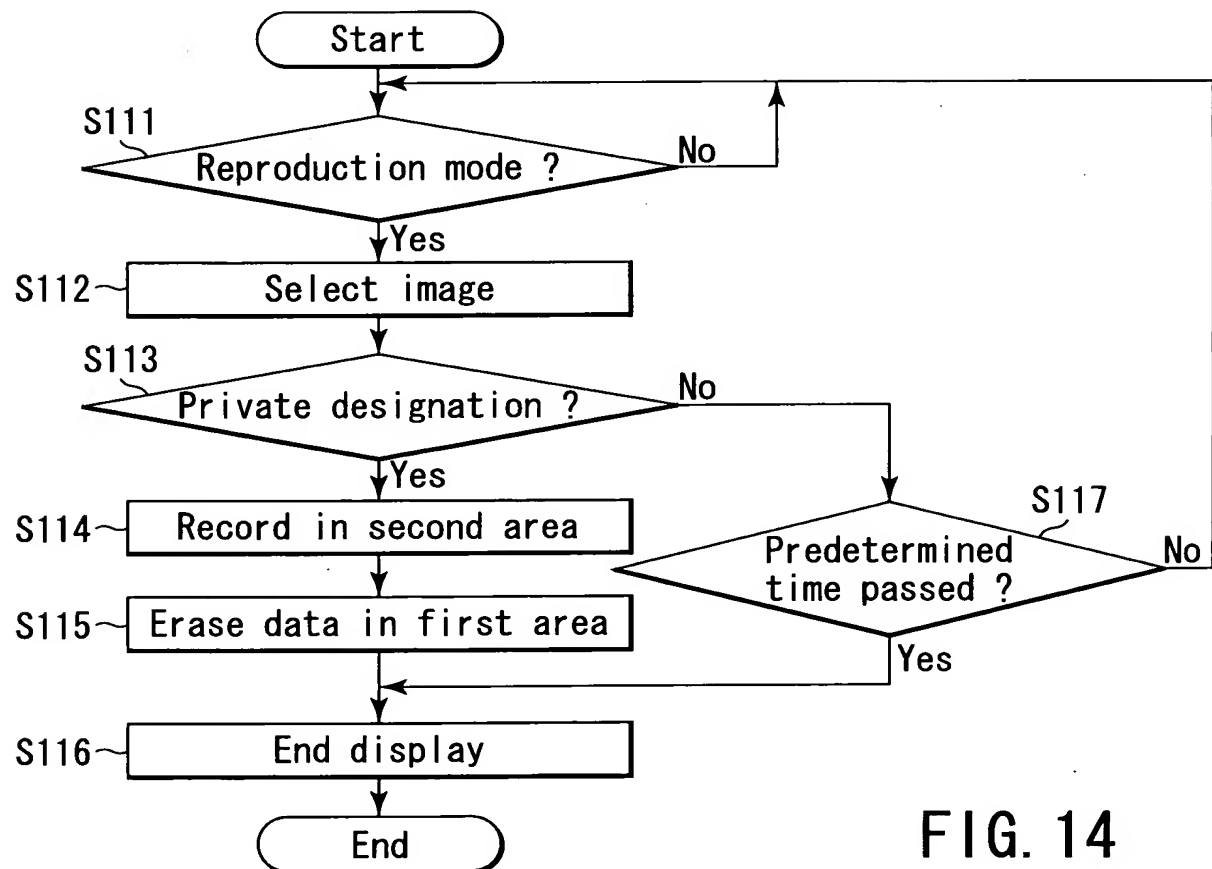 Start
S111
Reproduction mode ?
No
Yes
S112
Select image
S113
Private designation ?
No
Yes
S114
Record in second area
S117
Predetermined
time passed ?
No
S115
Erase data in first area
Yes
S116
End display
End
FIG. 14